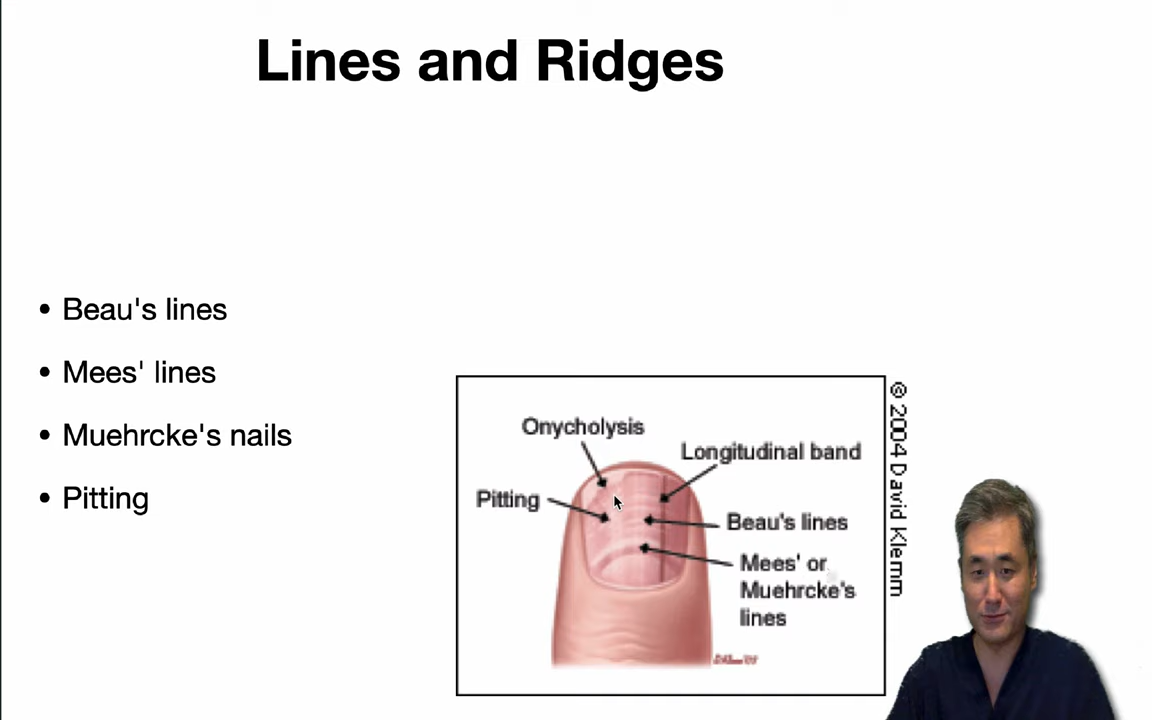 Lines and Ridges
• Beau's lines
• Mees' lines
• Muehrcke's nails
• Pitting
Onycholysis
Longitudinal band
Pitting
Beau's lines
Mees' or
Muehrcke's
lines
© 2004 David Klemm